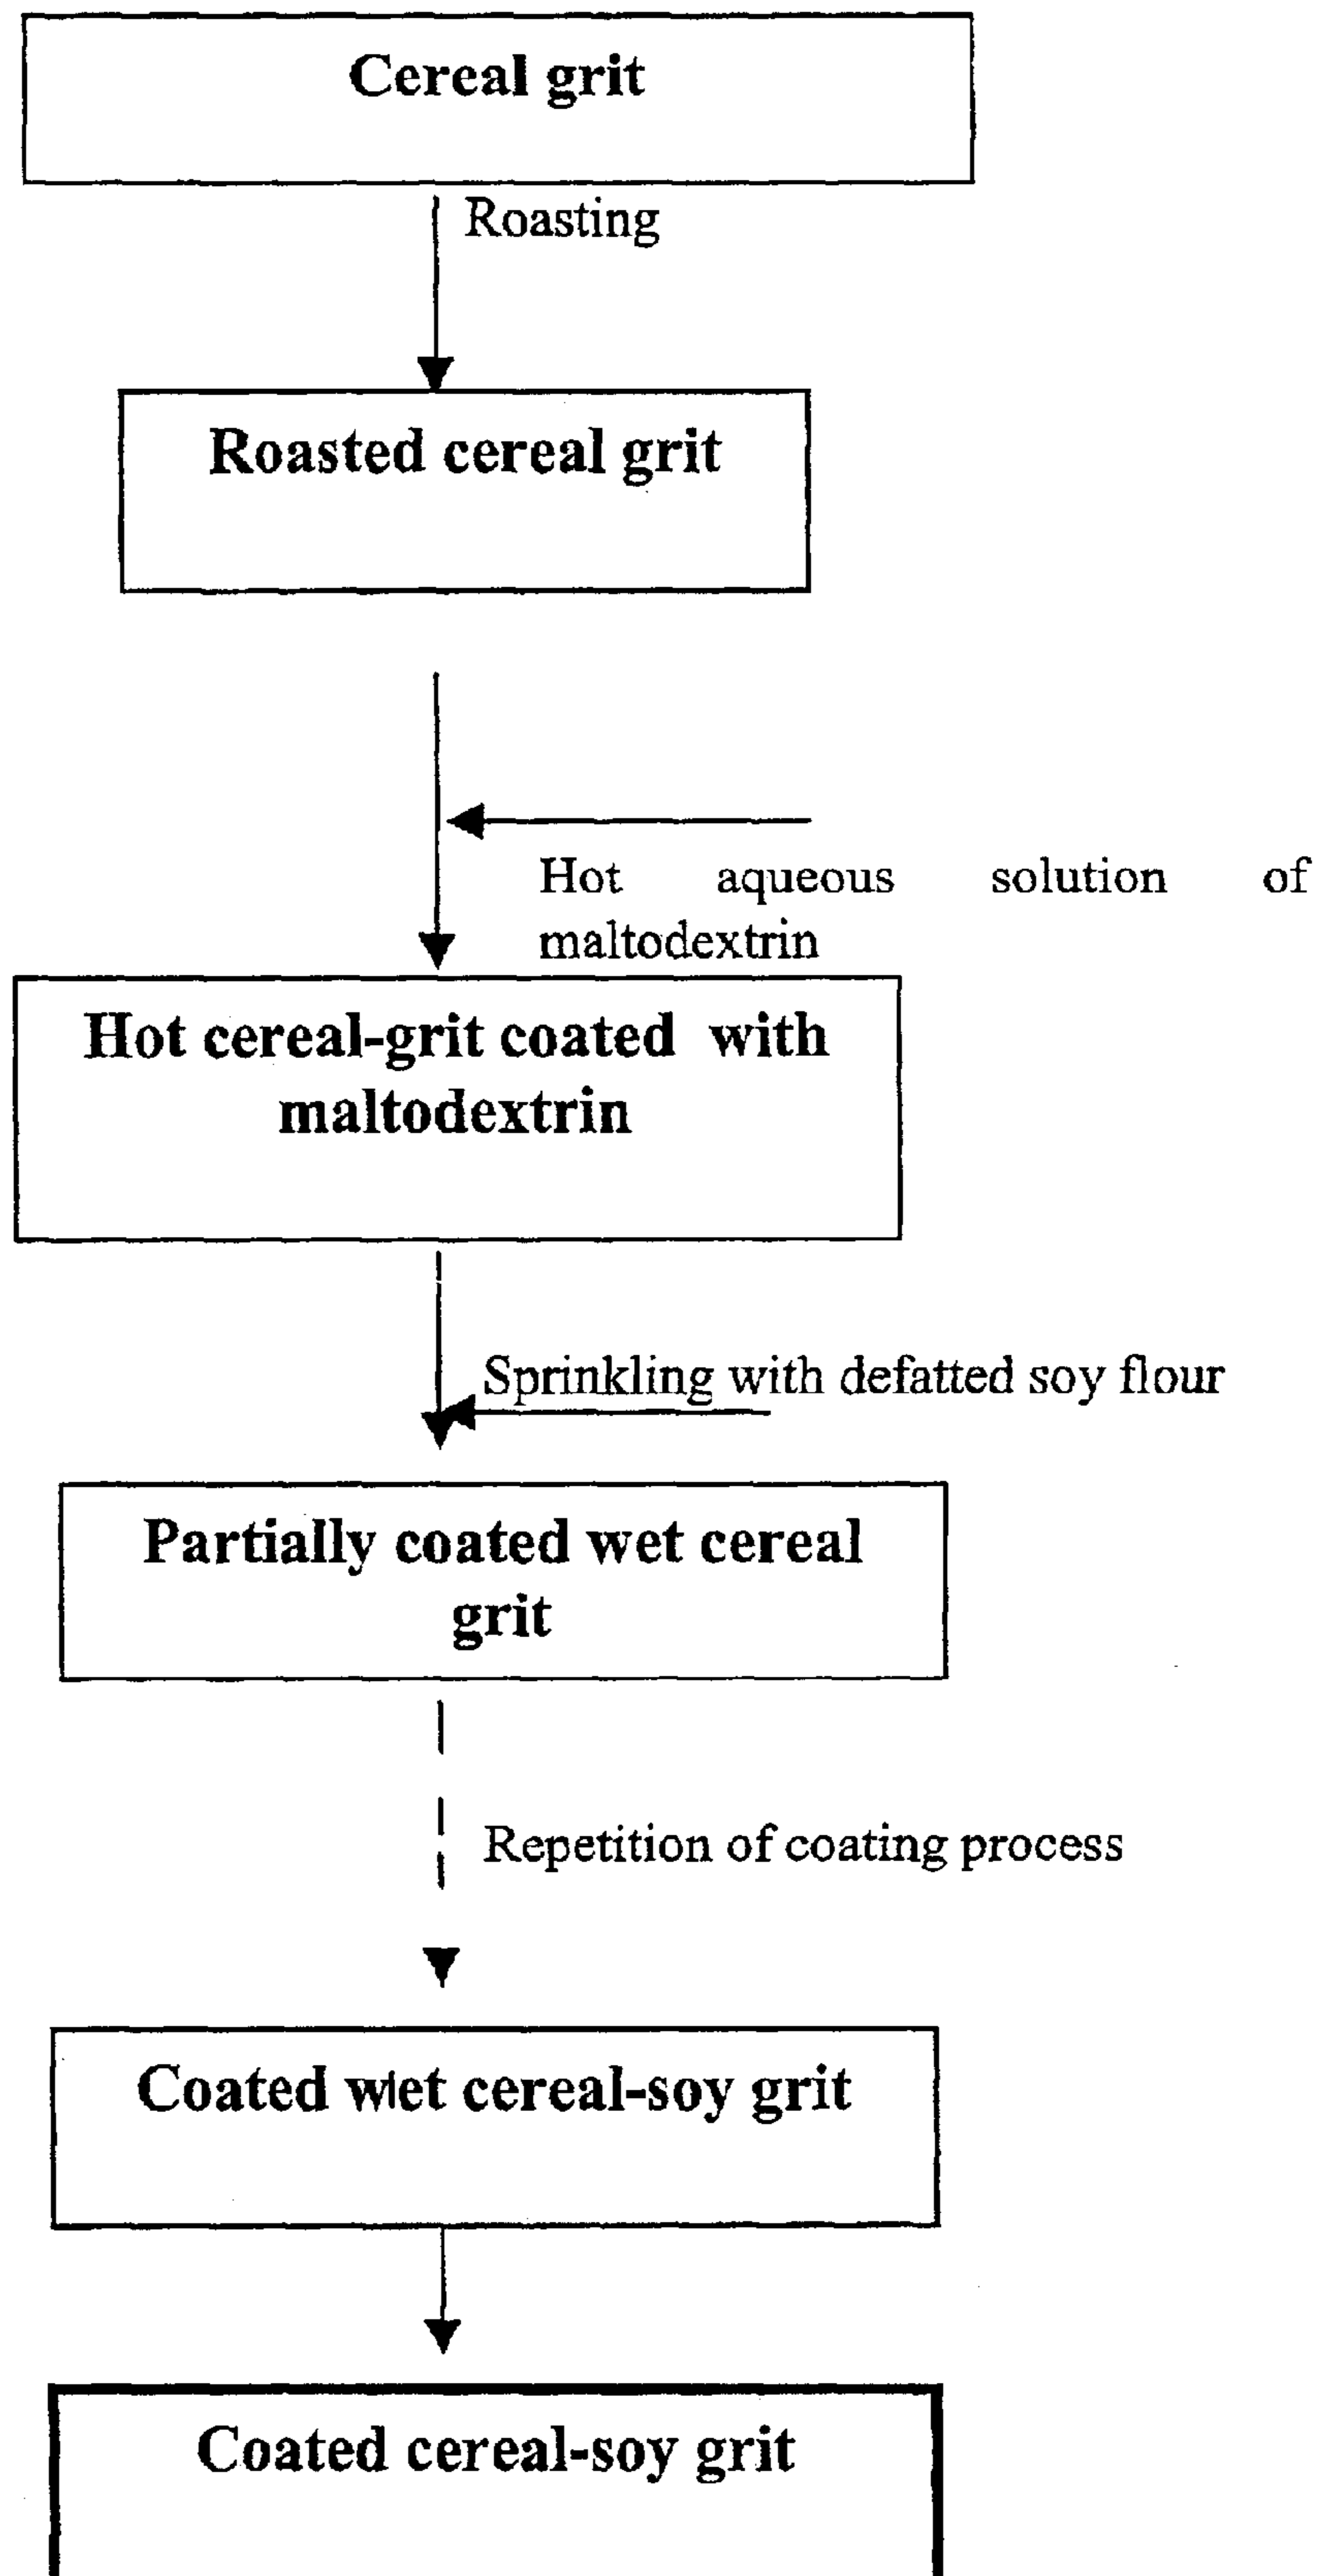 Cereal grit
Roasting
Roasted cereal grit
Hot aqueous solution of
maltodextrin
Hot cereal-grit coated with
maltodextrin
Sprinkling with defatted soy flour
Partially coated wet cereal
grit
Repetition of coating process
Coated wet cereal-soy grit
Coated cereal-soy grit